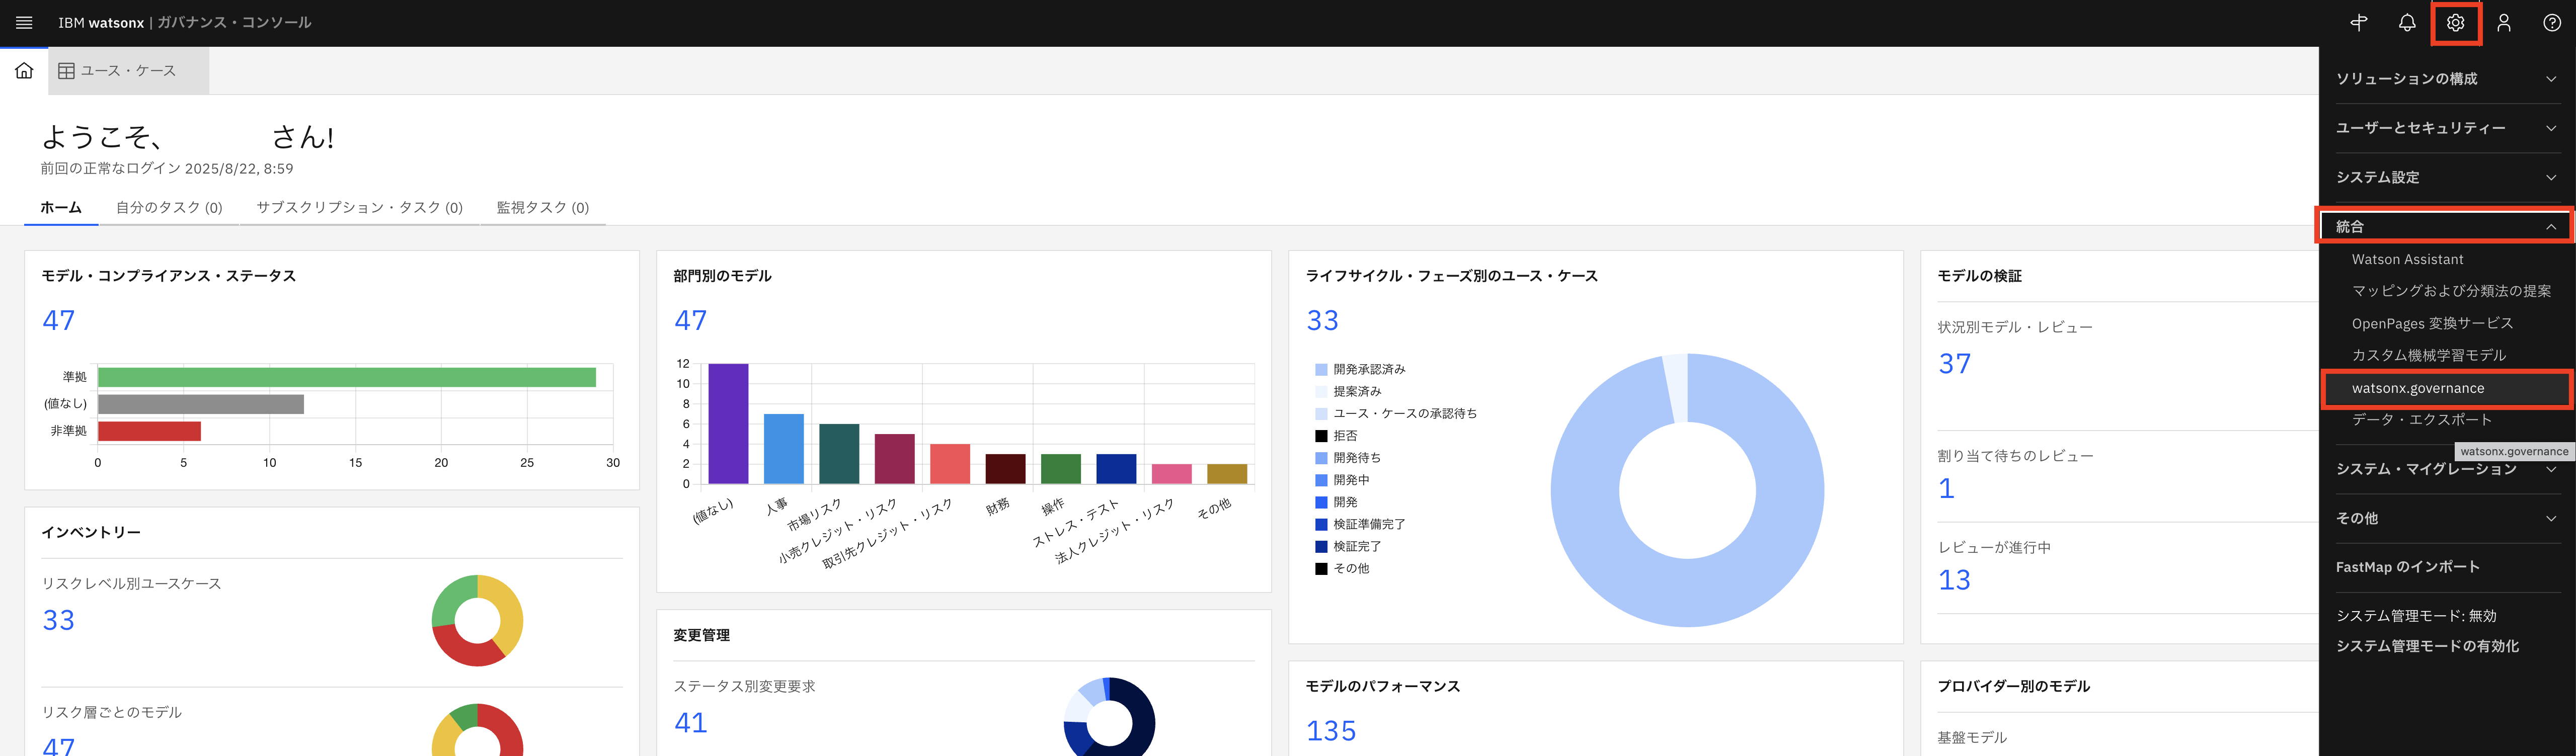 IBM watsonx | ガバナンス・コンソール
ユース・ケース
ようこそ、 さん!
前回の正常なログイン 2025/8/22, 8:59
ホーム
自分のタスク (0)
サブスクリプション・タスク (0)
監視タスク (0)
モデル・コンプライアンス・ステータス
47
準拠
(値なし)
非準拠
0 5 10 15 20 25 30
インベントリー
リスクレベル別ユースケース
33
リスク層ごとのモデル
47
部門別のモデル
47
12
10
8
6
4
2
0
(値なし)
人事
市場リスク
小売クレジット・リスク
取引先クレジット・リスク
財務
操作
ストレス・テスト
法人クレジット・リスク
その他
変更管理
ステータス別変更要求
41
ライフサイクル・フェーズ別のユース・ケース
33
開発承認済み
提案済み
ユース・ケースの承認待ち
拒否
開発待ち
開発中
開発
検証準備完了
検証完了
その他
モデルのパフォーマンス
135
モデルの検証
状況別モデル・レビュー
37
割り当て待ちのレビュー
1
レビューが進行中
13
プロバイダー別のモデル
基盤モデル
ソリューションの構成
ユーザーとセキュリティー
システム設定
統合
Watson Assistant
マッピングおよび分類法の提案
OpenPages 変換サービス
カスタム機械学習モデル
watsonx.governance
データ・エクスポート
watsonx.governance
システム・マイグレーション
その他
FastMap のインポート
システム管理モード: 無効
システム管理モードの有効化